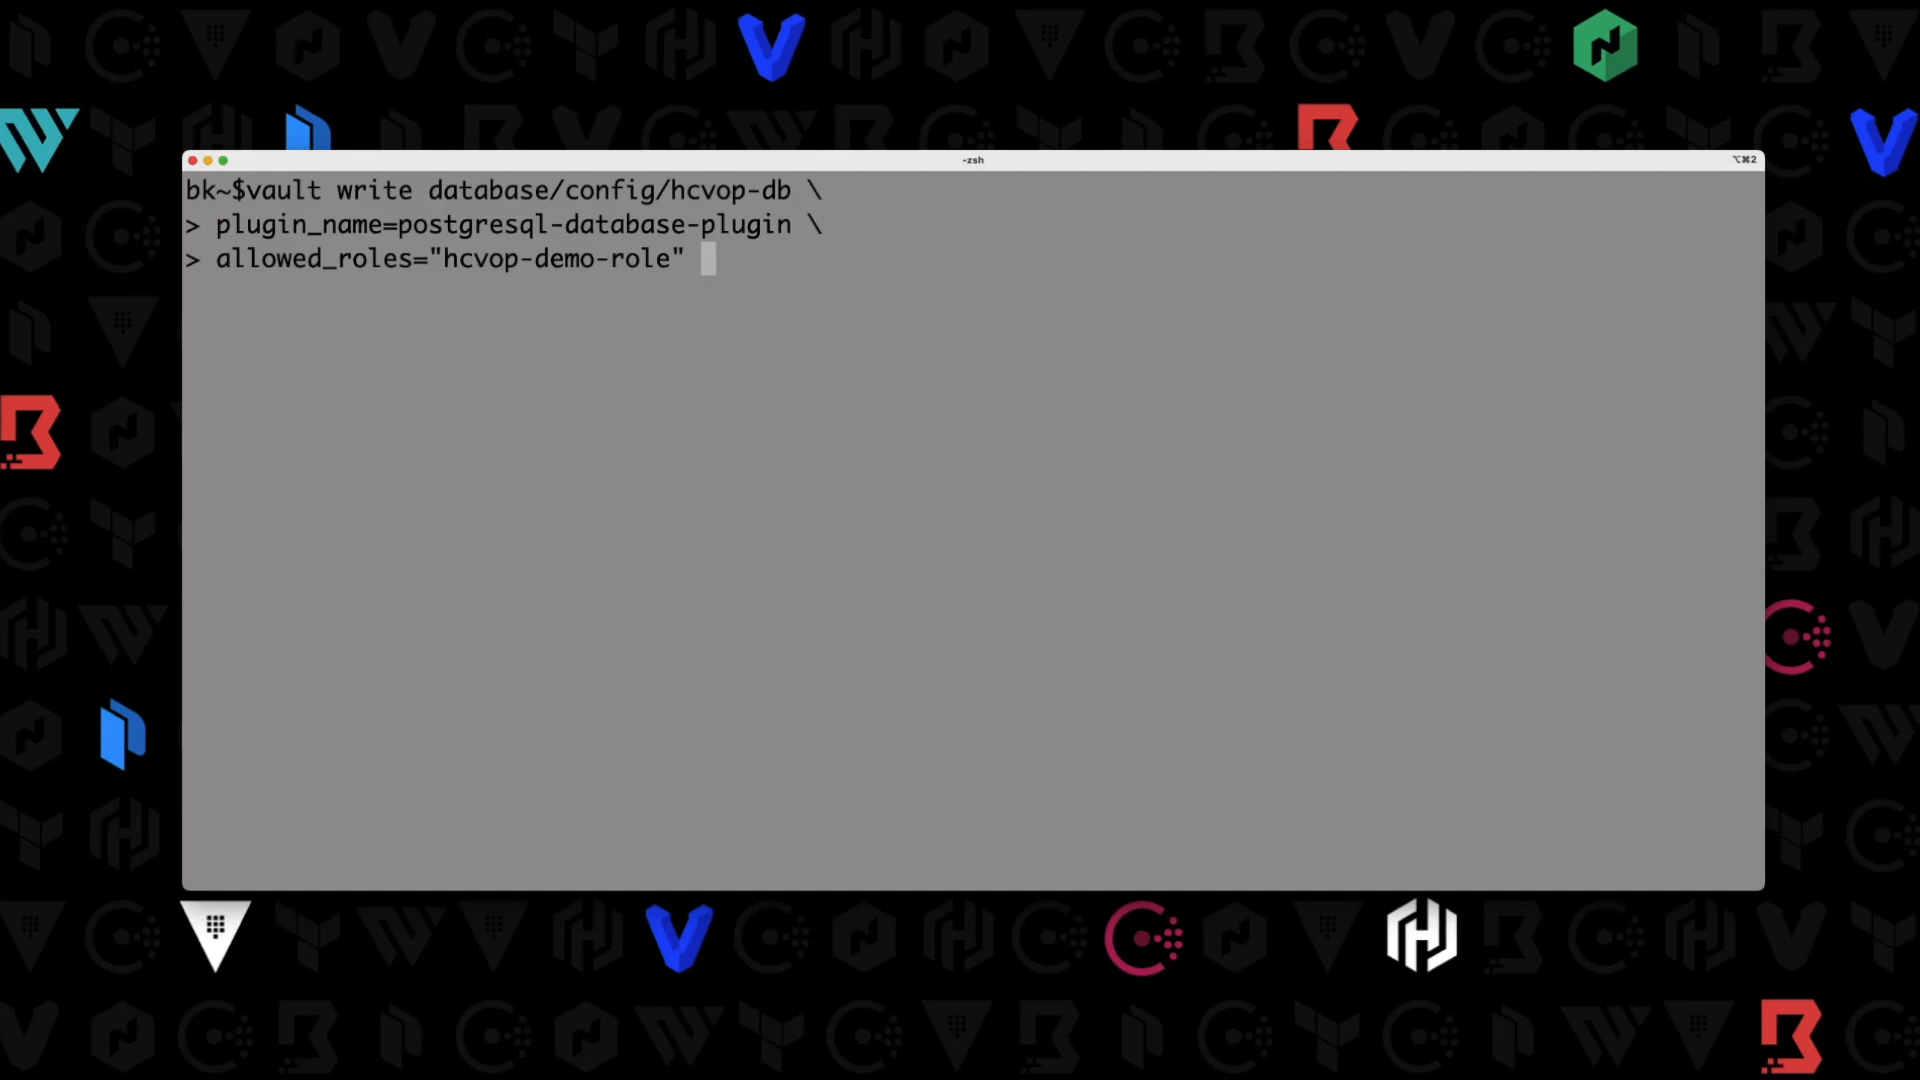 -zsh
⌥⌘2
bk~$vault write database/config/hcvop-db \
> plugin_name=postgresql-database-plugin \
> allowed_roles="hcvop-demo-role"